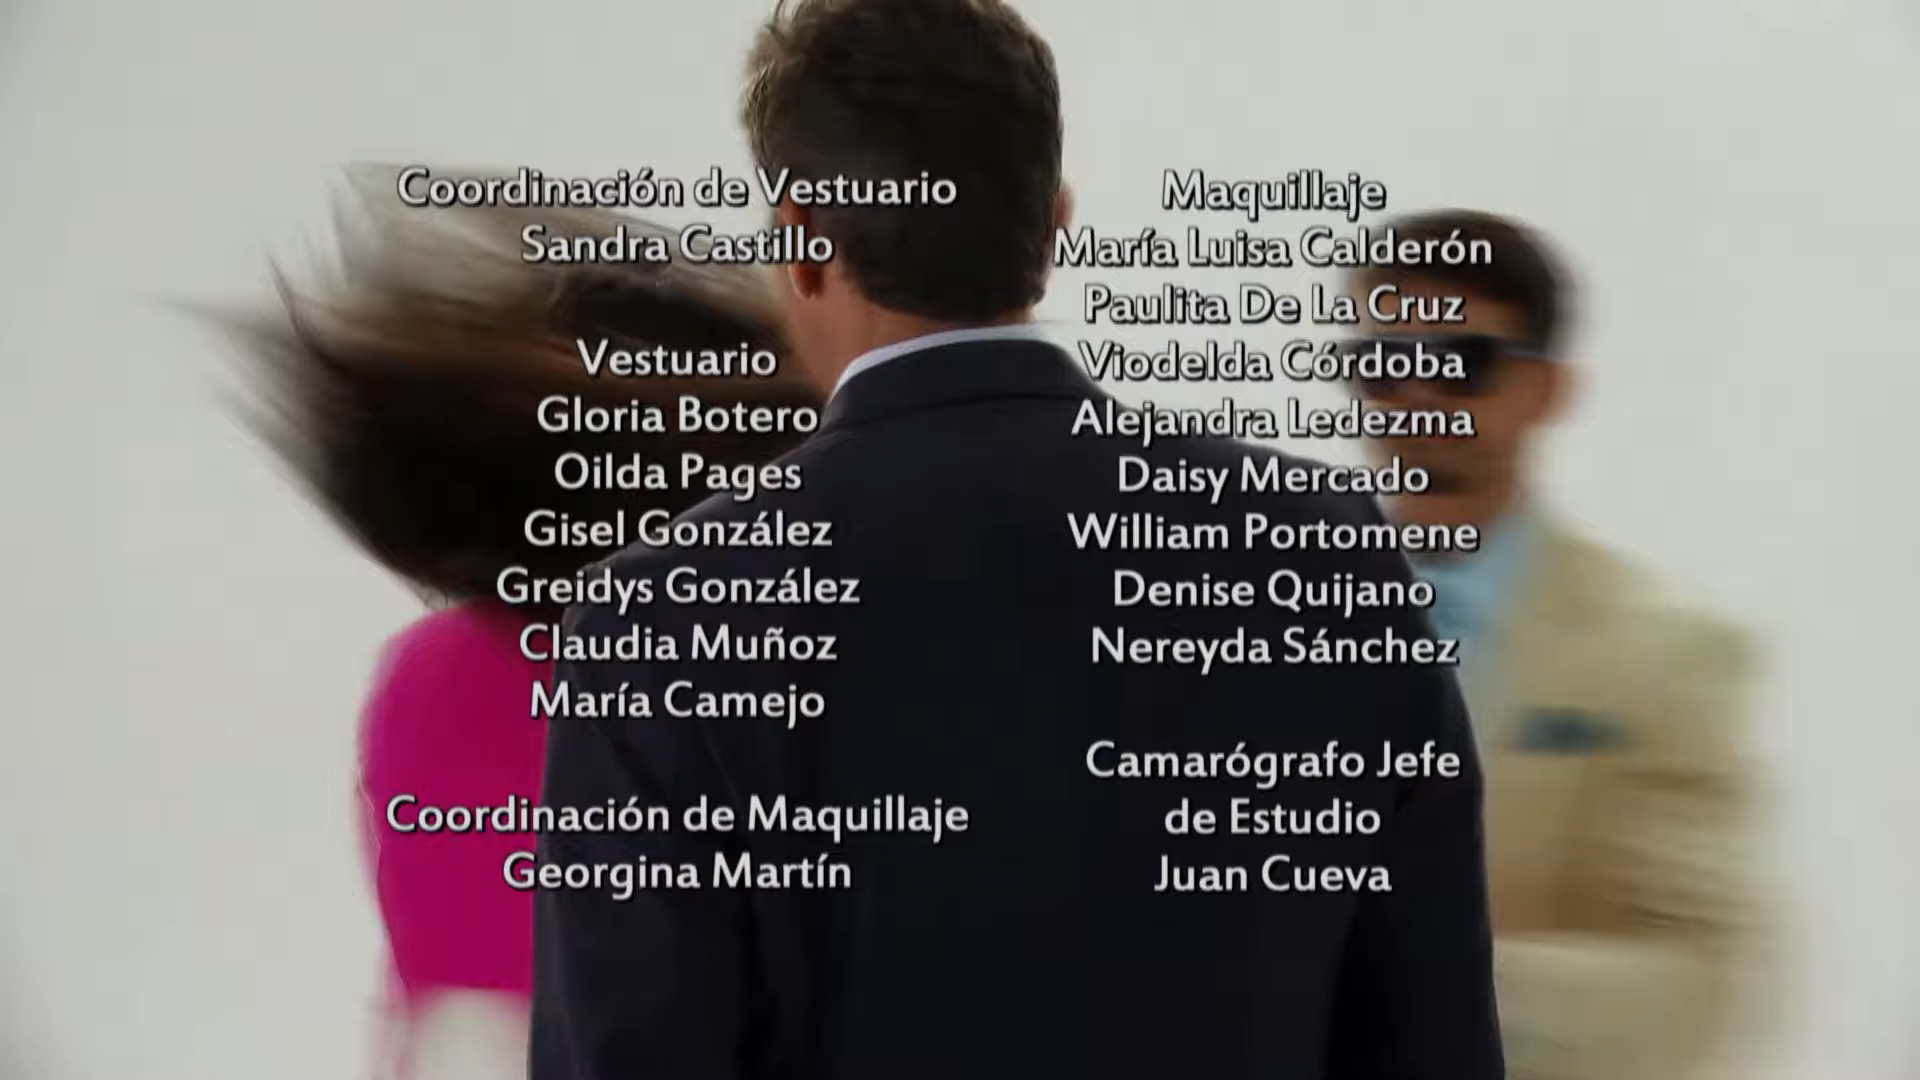 Coordinación de Vestuario
Sandra Castillo
Vestuario
Gloria Botero
Oilda Pages
Gisel González
Greidys González
Claudia Muñoz
María Camejo
Coordinación de Maquillaje
Georgina Martín
Maquillaje
María Luisa Calderón
Paulita De La Cruz
Viodelda Córdoba
Alejandra Ledezma
Daisy Mercado
William Portomene
Denise Quijano
Nereyda Sánchez
Camarógrafo Jefe
de Estudio
Juan Cueva